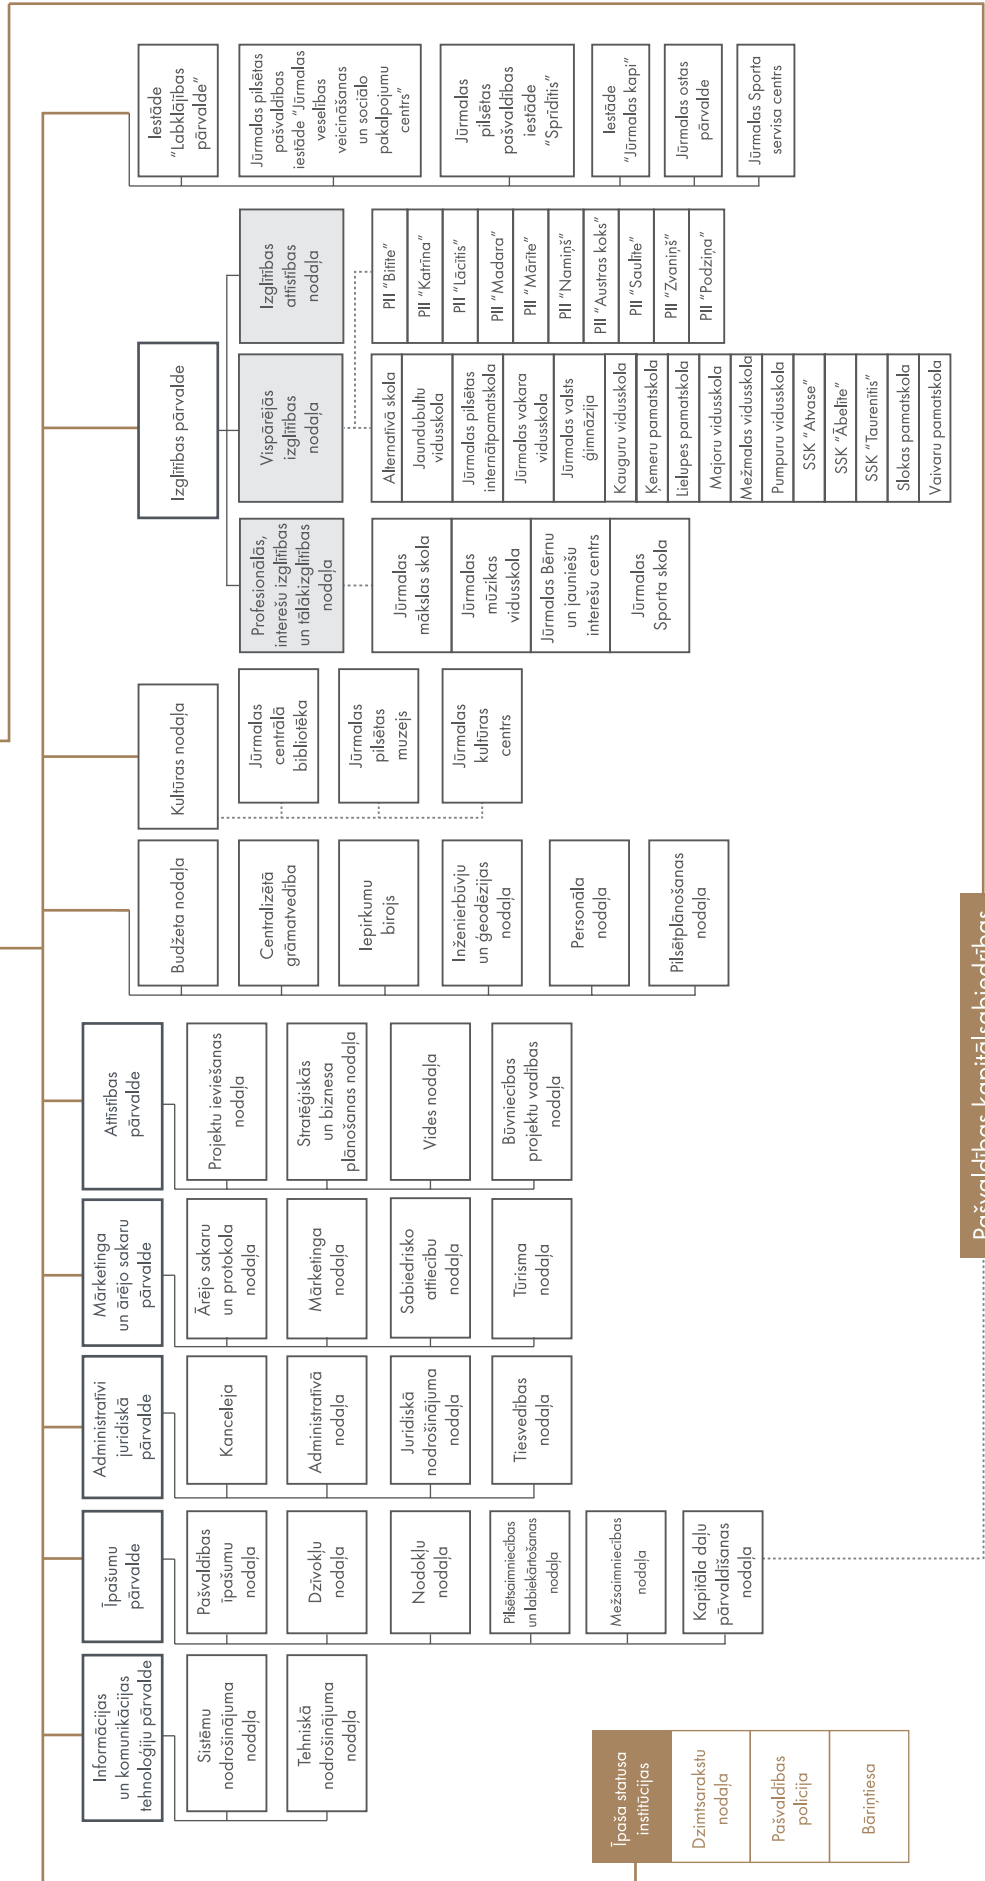 Informācijas
un komunikācijas
tehnoloģiju pārvalde
Sistēmu
nodrošinājuma
nodaļa
Tehniskā
nodrošinājuma
nodaļa
Īpašumu
pārvalde
Pašvaldības
īpašumu
nodaļa
Dzīvokļu
nodaļa
Nodokļu
nodaļa
Pilsētsaimniecības
un labiekārtošanas
nodaļa
Mežsaimniecības
nodaļa
Kapitāla daļu
pārvaldīšanas
nodaļa
Administratīvi
juridiskā
pārvalde
Kanceleja
Administratīvā
nodaļa
Juridiskā
nodrošinājuma
nodaļa
Tiesvedības
nodaļa
Mārketinga
un ārējo sakaru
pārvalde
Ārējo sakaru
un protokola
nodaļa
Mārketinga
nodaļa
Sabiedrisko
attiecību
nodaļa
Tūrisma
nodaļa
Attīstības
pārvalde
Projektu ieviešanas
nodaļa
Stratēģiskās
un biznesa
plānošanas nodaļa
Vides nodaļa
Būvniecības
projektu vadības
nodaļa
Budžeta nodaļa
Centralizētā
grāmatvedība
Iepirkumu
birojs
Inženierbūvju
un ģeodēzijas
nodaļa
Personāla
nodaļa
Pilsētplānošanas
nodaļa
Kultūras nodaļa
Jūrmalas
centrālā
bibliotēka
Jūrmalas
pilsētas
muzejs
Jūrmalas
kultūras
centrs
Izglītības pārvalde
Profesionālās,
interešu izglītības
un tālākizglītības
nodaļa
Jūrmalas
mākslas skola
Jūrmalas
mūzikas
vidusskola
Jūrmalas Bērnu
un jauniešu
interešu centrs
Jūrmalas
Sporta skola
Vispārējās
izglītības
nodaļa
Alternatīvā skola
Jaundubultu
vidusskola
Jūrmalas pilsētas
internātpamatskola
Jūrmalas vakara
vidusskola
Jūrmalas valsts
ģimnāzija
Kauguru vidusskola
Ķemeru pamatskola
Lielupes pamatskola
Majoru vidusskola
Mežmalas vidusskola
Pumpuru vidusskola
SSK “Atvase”
SSK “Ābelīte”
SSK “Taurenītis”
Slokas pamatskola
Vaivaru pamatskola
Izglītības
attīstības
nodaļa
PII “Bitīte”
PII “Katrīna”
PII “Lācītis”
PII “Madara”
PII “Mārīte”
PII “Namiņš”
PII “Austras koks”
PII “Saulīte”
PII “Zvaniņš”
PII “Podziņa”
Iestāde
“Labklājības
pārvalde”
Jūrmalas pilsētas
pašvaldības
iestāde “Jūrmalas
veselības
veicināšanas
un sociālo
pakalpojumu
centrs”
Jūrmalas
pilsētas
pašvaldības
iestāde
“Sprīdītis”
Iestāde
“Jūrmalas kapi”
Jūrmalas ostas
pārvalde
Jūrmalas Sporta
servisa centrs
Īpaša statusa
institūcijas
Dzimtsarakstu
nodaļa
Pašvaldības
policija
Bāriņtiesa
Pašvaldības kapitālsabiedrības